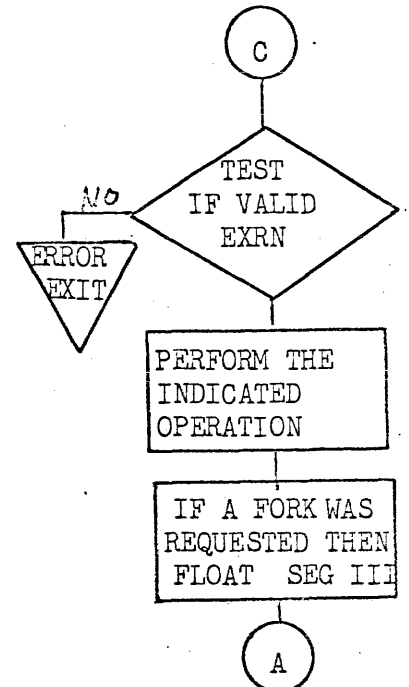 C
TEST
IF VALID
EXRN
NO
ERROR
EXIT
PERFORM THE
INDICATED
OPERATION
IF A FORK WAS
REQUESTED THEN
FLOAT SEG III
A